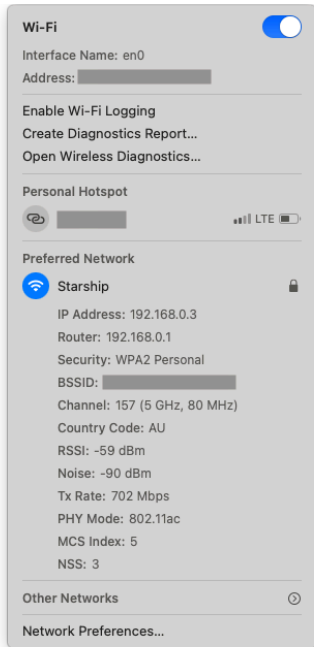 Wi-Fi
Interface Name: en0
Address:
Enable Wi-Fi Logging
Create Diagnostics Report...
Open Wireless Diagnostics...
Personal Hotspot
LTE
Preferred Network
Starship
IP Address: 192.168.0.3
Router: 192.168.0.1
Security: WPA2 Personal
BSSID:
Channel: 157 (5 GHz, 80 MHz)
Country Code: AU
RSSI: -59 dBm
Noise: -90 dBm
Tx Rate: 702 Mbps
PHY Mode: 802.11ac
MCS Index: 5
NSS: 3
Other Networks
Network Preferences...